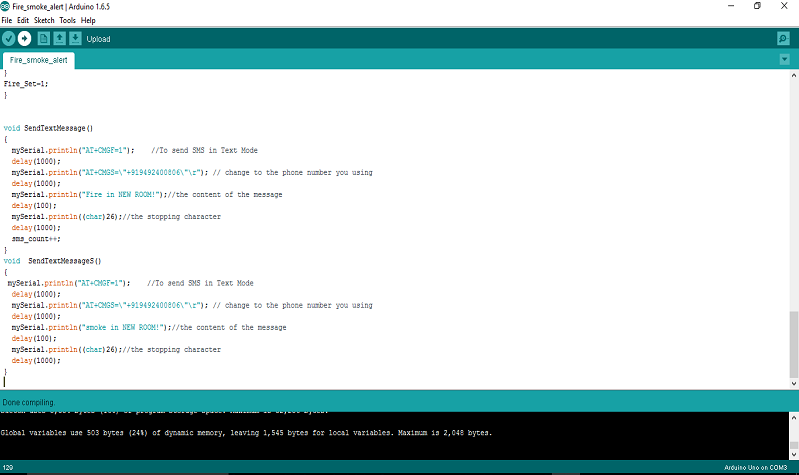 Fire_smoke_alert | Arduino 1.6.5
File Edit Sketch Tools Help
Upload
Fire_smoke_alert
}
Fire_Set=1;
}
void SendTextMessage()
{
mySerial.println("AT+CMGF=1"); //To send SMS in Text Mode
delay(1000);
mySerial.println("AT+CMGS=\"+919492400806\"\r"); // change to the phone number you using
delay(1000);
mySerial.println("Fire in NEW ROOM!");//the content of the message
delay(100);
mySerial.println((char)26);//the stopping character
delay(1000);
sms_count++;
}
void SendTextMessageS()
{
mySerial.println("AT+CMGF=1"); //To send SMS in Text Mode
delay(1000);
mySerial.println("AT+CMGS=\"+919492400806\"\r"); // change to the phone number you using
delay(1000);
mySerial.println("smoke in NEW ROOM!");//the content of the message
delay(100);
mySerial.println((char)26);//the stopping character
delay(1000);
}
Done compiling.
Global variables use 503 bytes (24%) of dynamic memory, leaving 1,545 bytes for local variables. Maximum is 2,048 bytes.
129
Arduino Uno on COM3